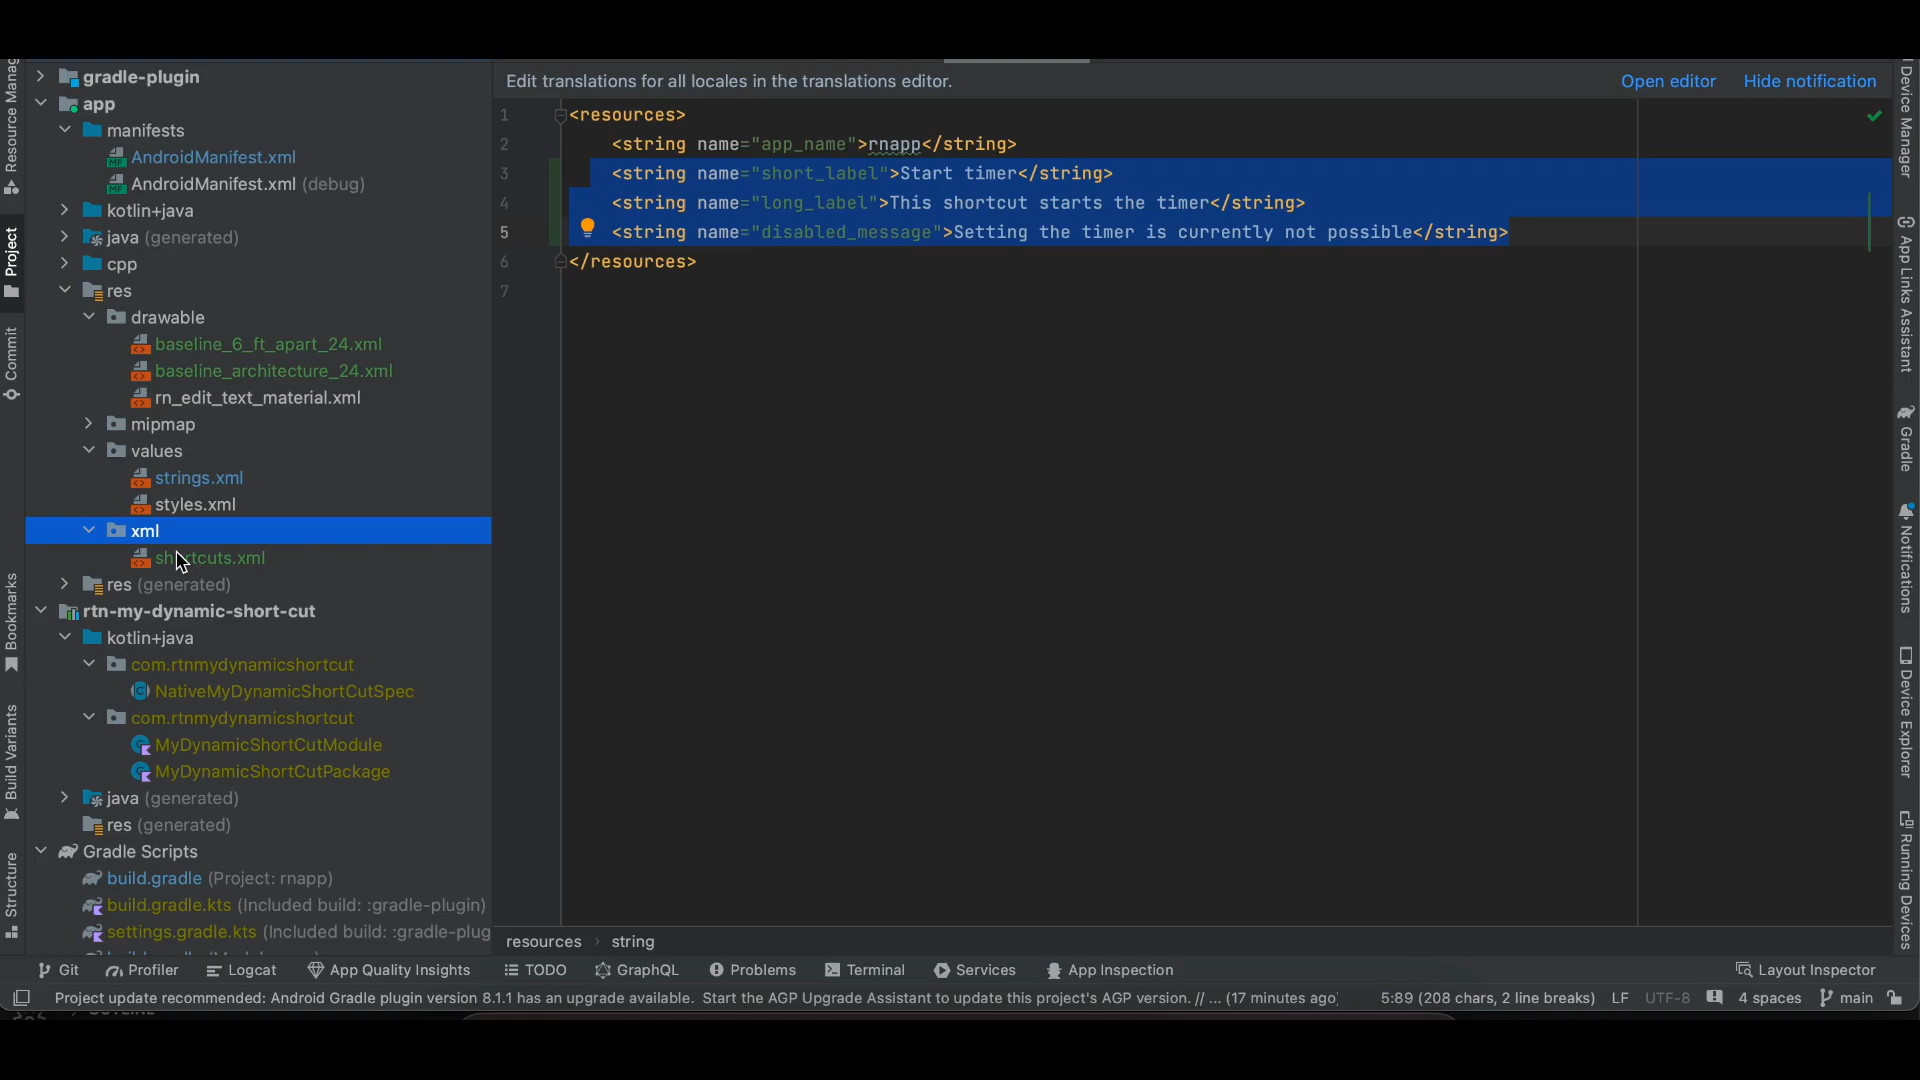 gradle-plugin
app
manifests
AndroidManifest.xml
AndroidManifest.xml (debug)
kotlin+java
java (generated)
cpp
res
drawable
baseline_6_ft_apart_24.xml
baseline_architecture_24.xml
rn_edit_text_material.xml
mipmap
values
strings.xml
styles.xml
xml
shortcuts.xml
res (generated)
rtn-my-dynamic-short-cut
kotlin+java
com.rtnmydynamicshortcut
NativeMyDynamicShortCutSpec
com.rtnmydynamicshortcut
MyDynamicShortCutModule
MyDynamicShortCutPackage
java (generated)
res (generated)
Gradle Scripts
build.gradle (Project: rnapp)
build.gradle.kts (Included build: :gradle-plugin)
settings.gradle.kts (Included build: :gradle-plug
Resource Manag
Project
Commit
Bookmarks
Build Variants
Structure
Edit translations for all locales in the translations editor.
Open editor Hide notification
1 <resources>
2 <string name="app_name">rnapp</string>
3 <string name="short_label">Start timer</string>
4 <string name="long_label">This shortcut starts the timer</string>
5 <string name="disabled_message">Setting the timer is currently not possible</string>
6 </resources>
7
Device Manager
App Links Assistant
Gradle
Notifications
Device Explorer
Running Devices
resources › string
Git Profiler Logcat App Quality Insights TODO GraphQL Problems Terminal Services App Inspection Layout Inspector
Project update recommended: Android Gradle plugin version 8.1.1 has an upgrade available. Start the AGP Upgrade Assistant to update this project's AGP version. // ... (17 minutes ago) 5:89 (208 chars, 2 line breaks) LF UTF-8 4 spaces main